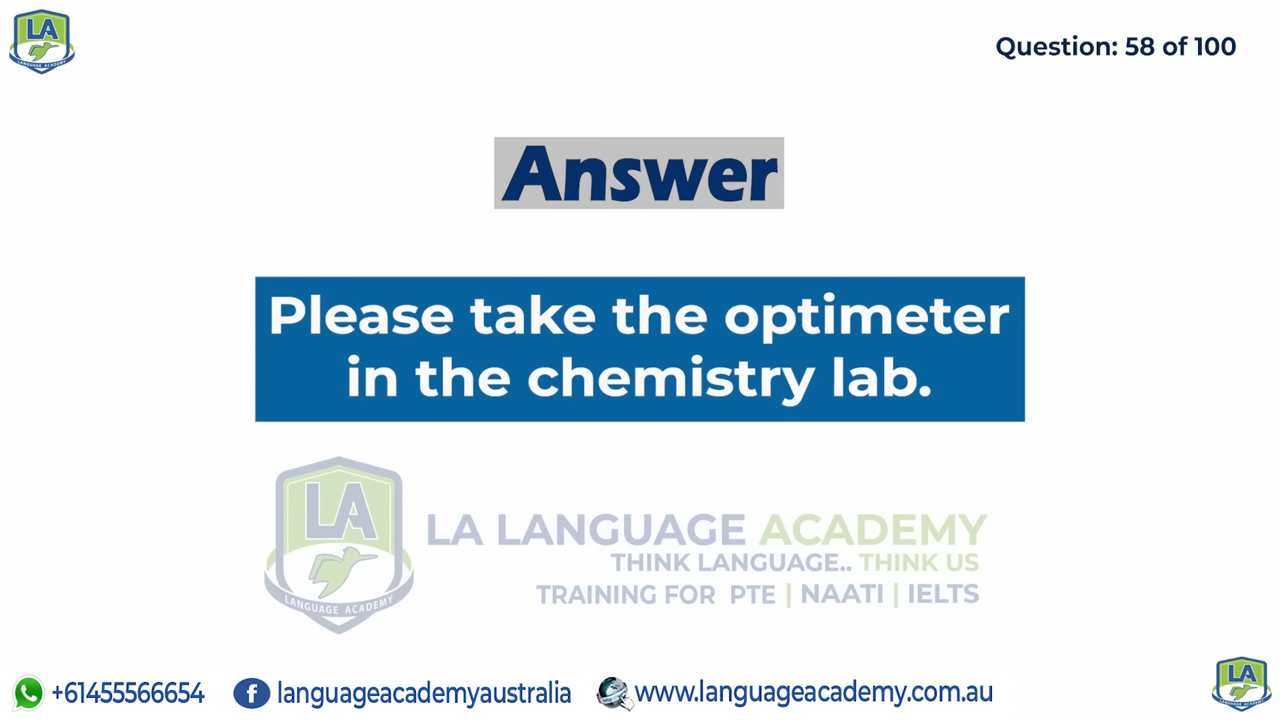 LA
LANGUAGE ACADEMY
Question: 58 of 100
Answer
Please take the optimeter
in the chemistry lab.
LA
LANGUAGE ACADEMY
LA LANGUAGE ACADEMY
THINK LANGUAGE.. THINK US
TRAINING FOR PTE | NAATI | IELTS
+61455566654
languageacademyaustralia
www.languageacademy.com.au
LA
LANGUAGE ACADEMY